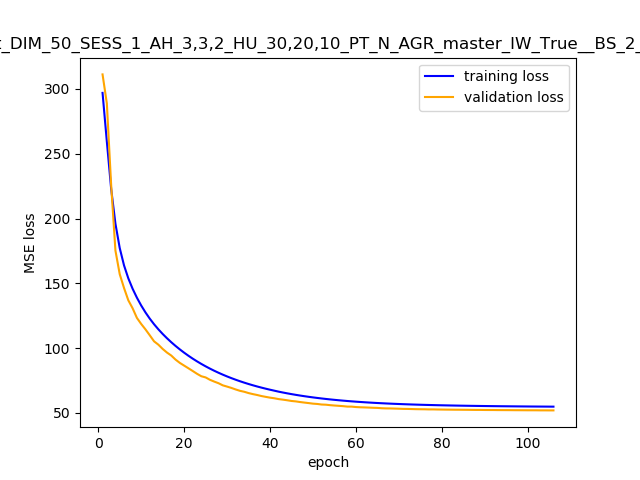 _DIM_50_SESS_1_AH_3,3,2_HU_30,20,10_PT_N_AGR_master_IW_True__BS_2_
training loss
validation loss
MSE loss
300
250
200
150
100
50
0 20 40 60 80 100
epoch